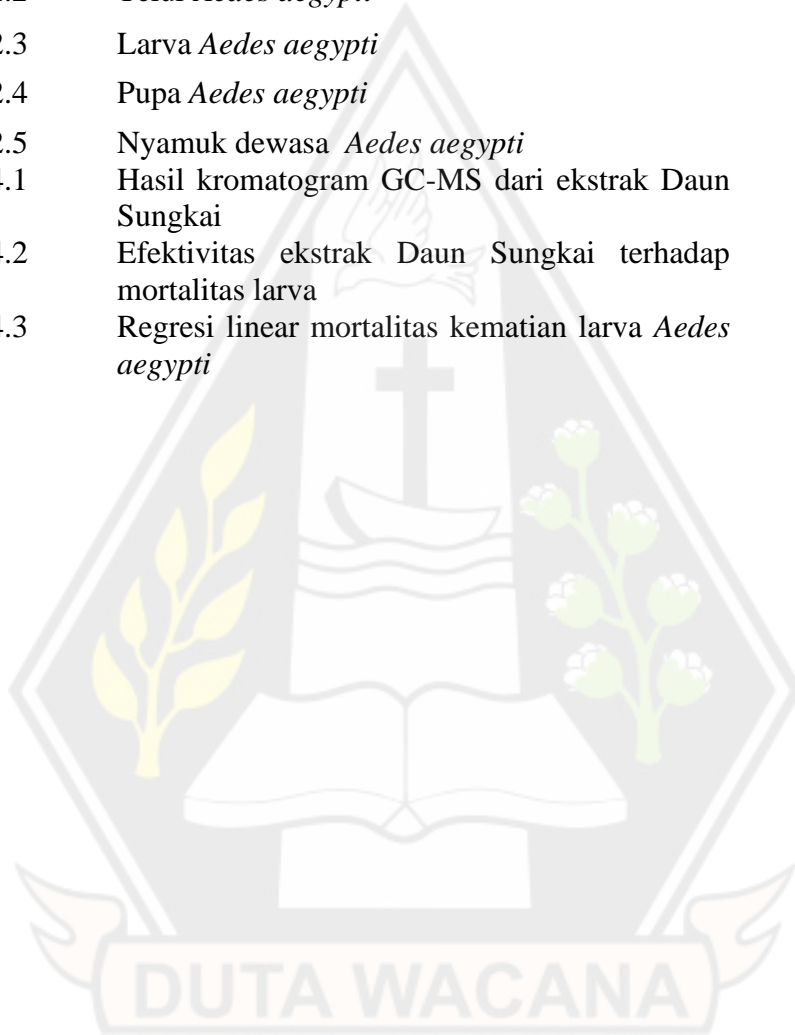 2.3 Larva Aedes aegypti
2.4 Pupa Aedes aegypti
2.5 Nyamuk dewasa Aedes aegypti
4.1 Hasil kromatogram GC-MS dari ekstrak Daun
Sungkai
4.2 Efektivitas ekstrak Daun Sungkai terhadap
mortalitas larva
4.3 Regresi linear mortalitas kematian larva Aedes
aegypti
DUTA WACANA